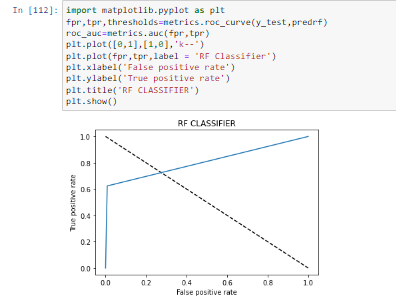 In [112]:
import matplotlib.pyplot as plt
fpr,tpr,thresholds=metrics.roc_curve(y_test,predrf)
roc_auc=metrics.auc(fpr,tpr)
plt.plot([0,1],[1,0],'k--')
plt.plot(fpr,tpr,label = 'RF Classifier')
plt.xlabel('False positive rate')
plt.ylabel('True positive rate')
plt.title('RF CLASSIFIER')
plt.show()
RF CLASSIFIER
True positive rate
1.0
0.8
0.6
0.4
0.2
0.0
0.0 0.2 0.4 0.6 0.8 1.0
False positive rate